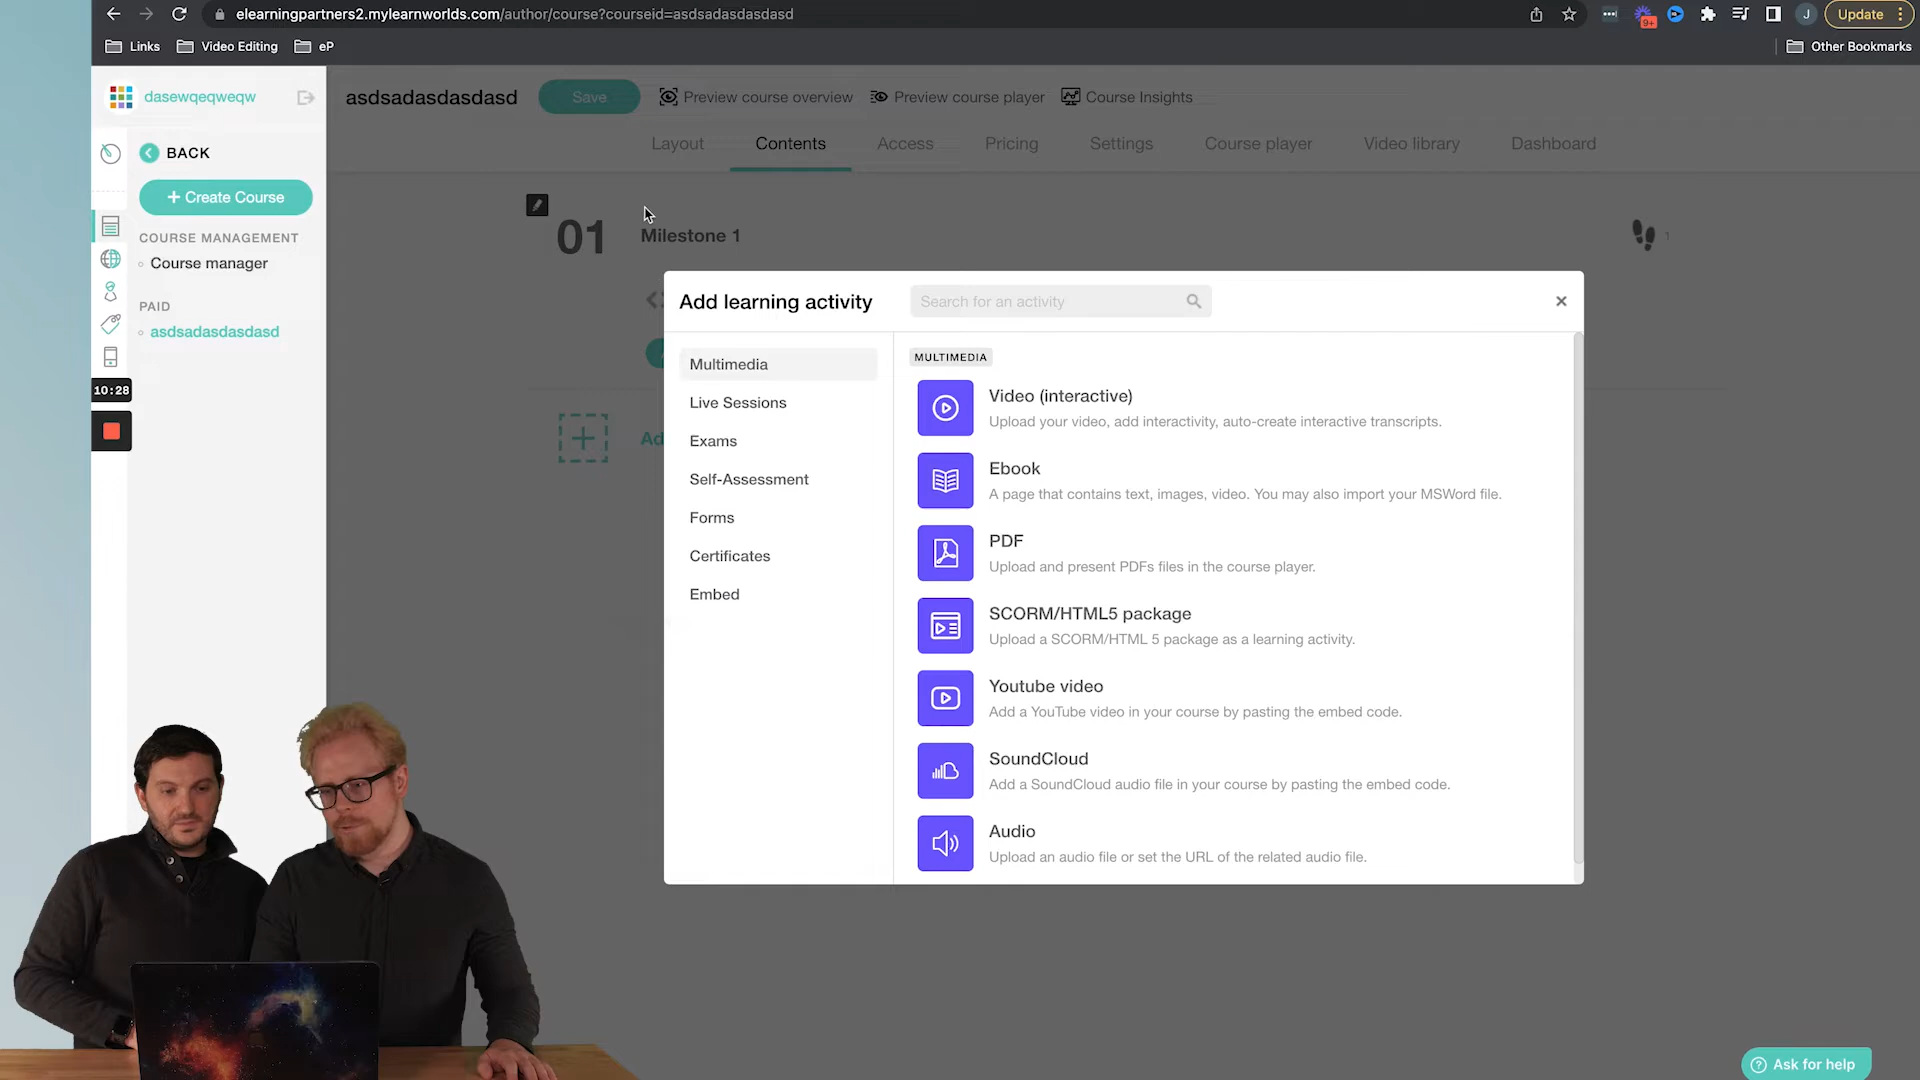 elearningpartners2.mylearnworlds.com/author/course?courseid=asdsadasdasdasd
9+
J
Update
Links
Video Editing
eP
Other Bookmarks
dasewqeqweqw
asdsadasdasdasd
Save
Preview course overview
Preview course player
Course Insights
Layout
Contents
Access
Pricing
Settings
Course player
Video library
Dashboard
BACK
+ Create Course
COURSE MANAGEMENT
Course manager
PAID
asdsadasdasdasd
10:28
01
Milestone 1
1
Ad
Add learning activity
Search for an activity
Multimedia
Live Sessions
Exams
Self-Assessment
Forms
Certificates
Embed
MULTIMEDIA
Video (interactive)
Upload your video, add interactivity, auto-create interactive transcripts.
Ebook
A page that contains text, images, video. You may also import your MSWord file.
PDF
Upload and present PDFs files in the course player.
SCORM/HTML5 package
Upload a SCORM/HTML 5 package as a learning activity.
Youtube video
Add a YouTube video in your course by pasting the embed code.
SoundCloud
Add a SoundCloud audio file in your course by pasting the embed code.
Audio
Upload an audio file or set the URL of the related audio file.
Ask for help